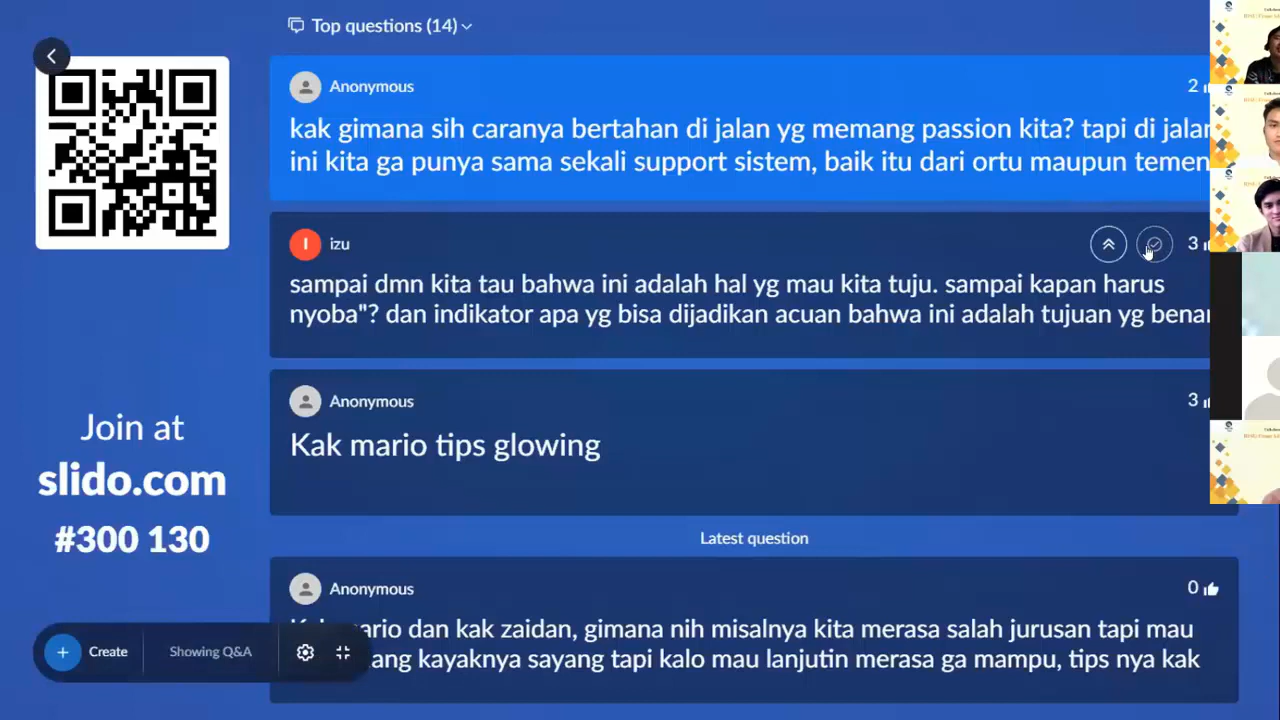 Top questions (14)
Anonymous
2
kak gimana sih caranya bertahan di jalan yg memang passion kita? tapi di jalan
ini kita ga punya sama sekali support sistem, baik itu dari ortu maupun temen
I
izu
3
sampai dmn kita tau bahwa ini adalah hal yg mau kita tuju. sampai kapan harus
nyoba"? dan indikator apa yg bisa dijadikan acuan bahwa ini adalah tujuan yg benar
Anonymous
3
Kak mario tips glowing
Latest question
Anonymous
0
dan kak zaidan, gimana nih misalnya kita merasa salah jurusan tapi mau
kayaknya sayang tapi kalo mau lanjutin merasa ga mampu, tips nya kak
Join at
slido.com
#300 130
+ Create
Showing Q&A